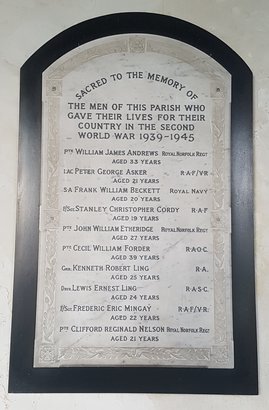 SACRED TO THE MEMORY OF
THE MEN OF THIS PARISH WHO
GAVE THEIR LIVES FOR THEIR
COUNTRY IN THE SECOND
WORLD WAR 1939-1945
PTE WILLIAM JAMES ANDREWS ROYAL NORFOLK REGT
AGED 33 YEARS
LAC PETER GEORGE ASKER R·A·F/V·R·
AGED 21 YEARS
SA FRANK WILLIAM BECKETT ROYAL NAVY
AGED 20 YEARS
F/SGT STANLEY CHRISTOPHER CORDY R·A·F
AGED 19 YEARS
PTE JOHN WILLIAM ETHERIDGE ROYAL NORFOLK REGT
AGED 27 YEARS
PTE CECIL WILLIAM FORDER R·A·O·C.
AGED 39 YEARS
GNR. KENNETH ROBERT LING R·A.
AGED 25 YEARS
DVR LEWIS ERNEST LING R·A·S·C.
AGED 24 YEARS
F/SGT FREDERIC ERIC MINGAY R·A·F/V·R.
AGED 22 YEARS
PTE CLIFFORD REGINALD NELSON ROYAL NORFOLK REGT
AGED 21 YEARS